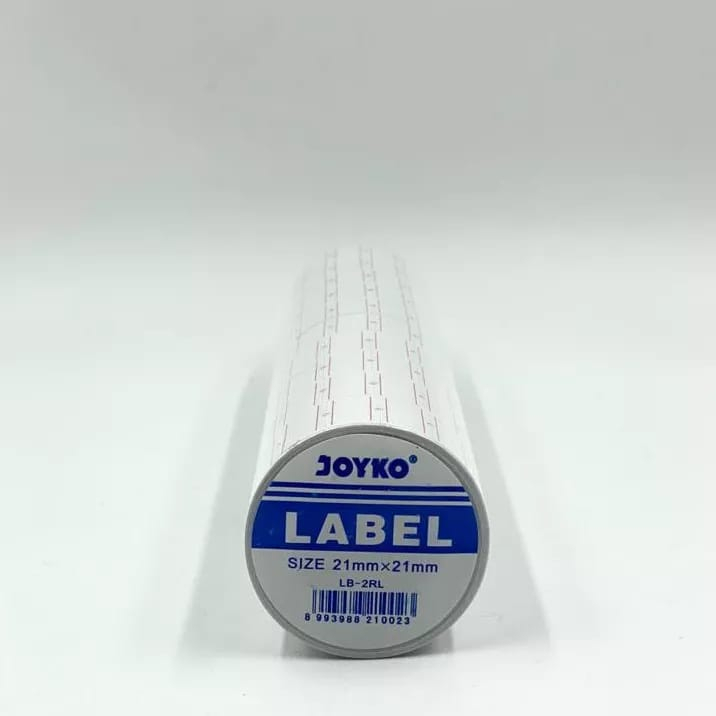 JOYKO®
LABEL
SIZE 21mm×21mm
LB-2RL
8 993988 210023